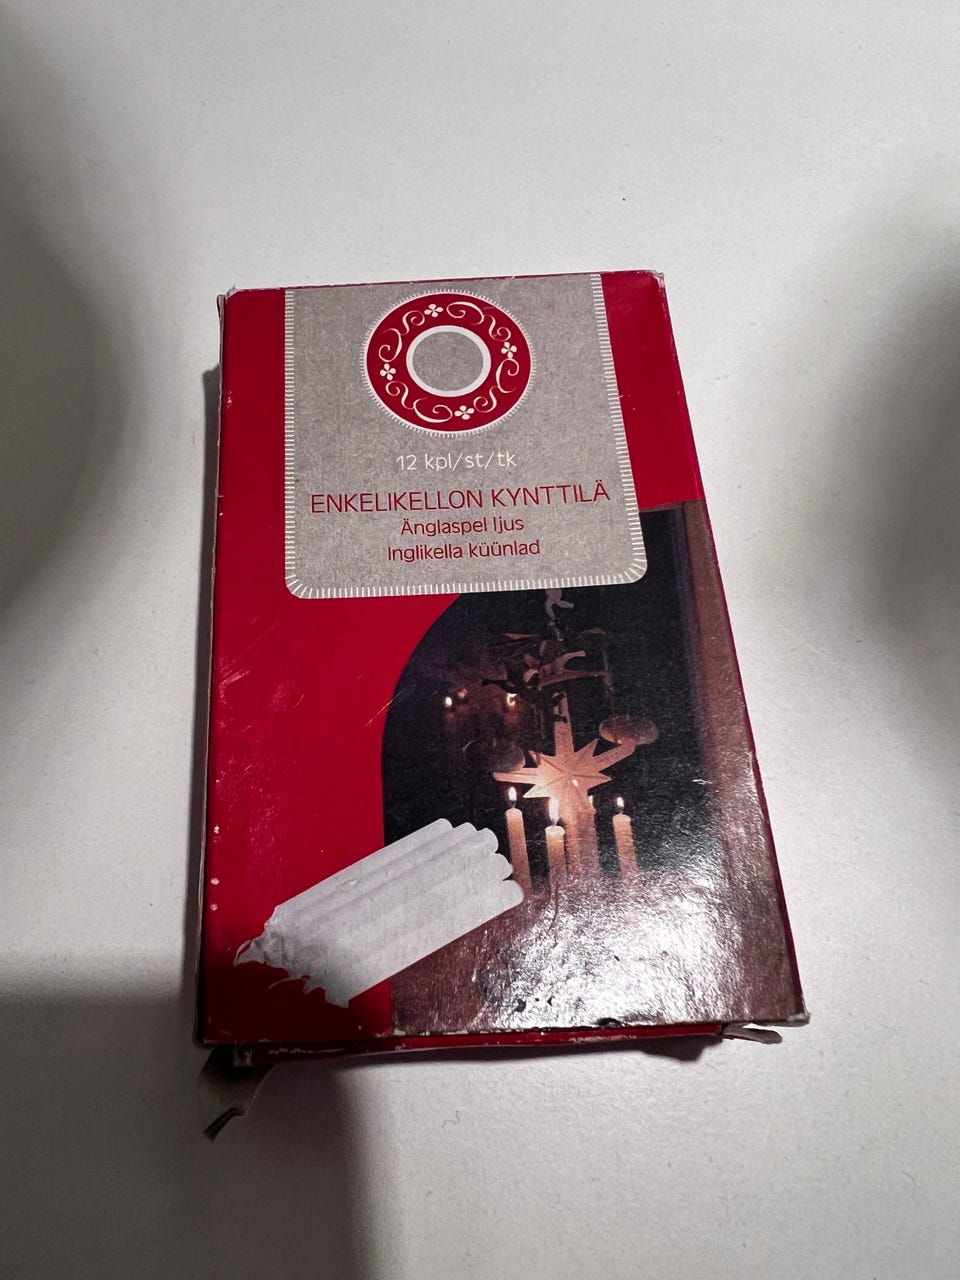 12 kpl/st/tk
ENKELIKELLON KYNTTILÄ
Änglaspel ljus
Inglikella küünlad